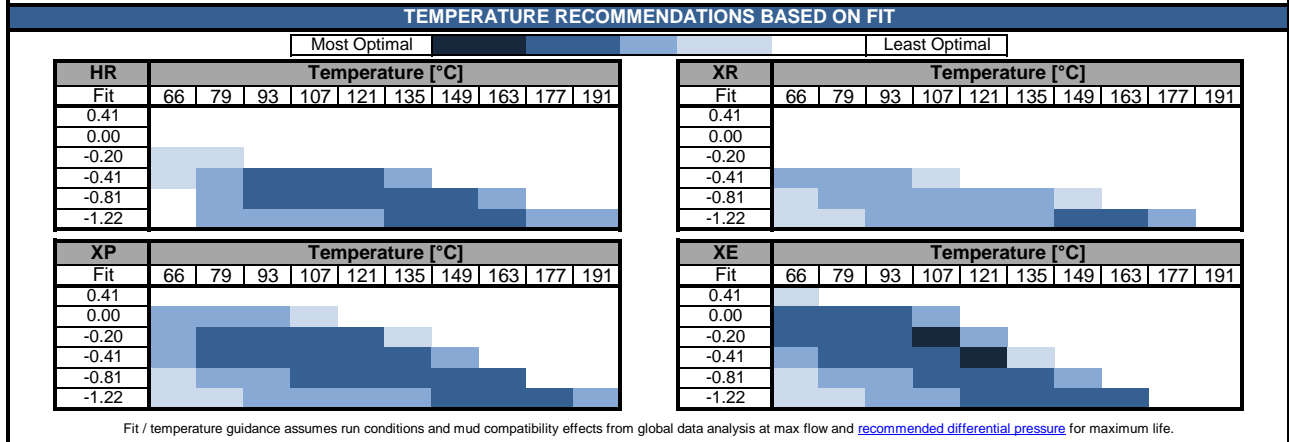 TEMPERATURE RECOMMENDATIONS BASED ON FIT
Most Optimal Least Optimal
HR Temperature [°C]
Fit 66 79 93 107 121 135 149 163 177 191
0.41
0.00
-0.20
-0.41
-0.81
-1.22
XR Temperature [°C]
Fit 66 79 93 107 121 135 149 163 177 191
0.41
0.00
-0.20
-0.41
-0.81
-1.22
XP Temperature [°C]
Fit 66 79 93 107 121 135 149 163 177 191
0.41
0.00
-0.20
-0.41
-0.81
-1.22
XE Temperature [°C]
Fit 66 79 93 107 121 135 149 163 177 191
0.41
0.00
-0.20
-0.41
-0.81
-1.22
Fit / temperature guidance assumes run conditions and mud compatibility effects from global data analysis at max flow and recommended differential pressure for maximum life.